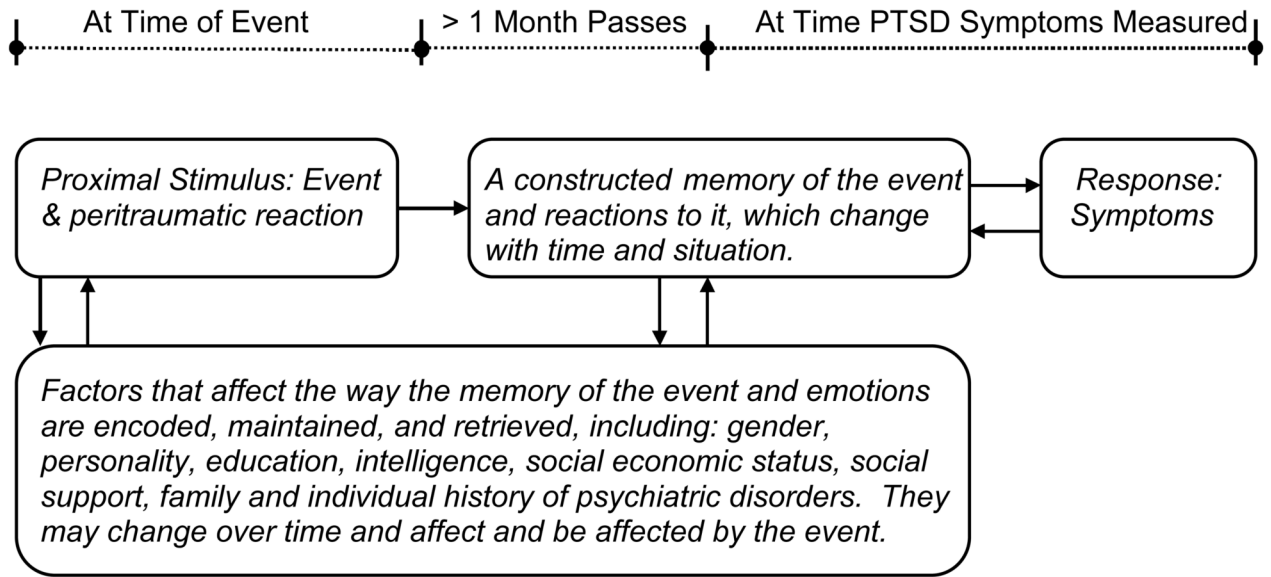 At Time of Event
> 1 Month Passes
At Time PTSD Symptoms Measured
Proximal Stimulus: Event
& peritraumatic reaction
A constructed memory of the event
and reactions to it, which change
with time and situation.
Response:
Symptoms
Factors that affect the way the memory of the event and emotions
are encoded, maintained, and retrieved, including: gender,
personality, education, intelligence, social economic status, social
support, family and individual history of psychiatric disorders.  They
may change over time and affect and be affected by the event.